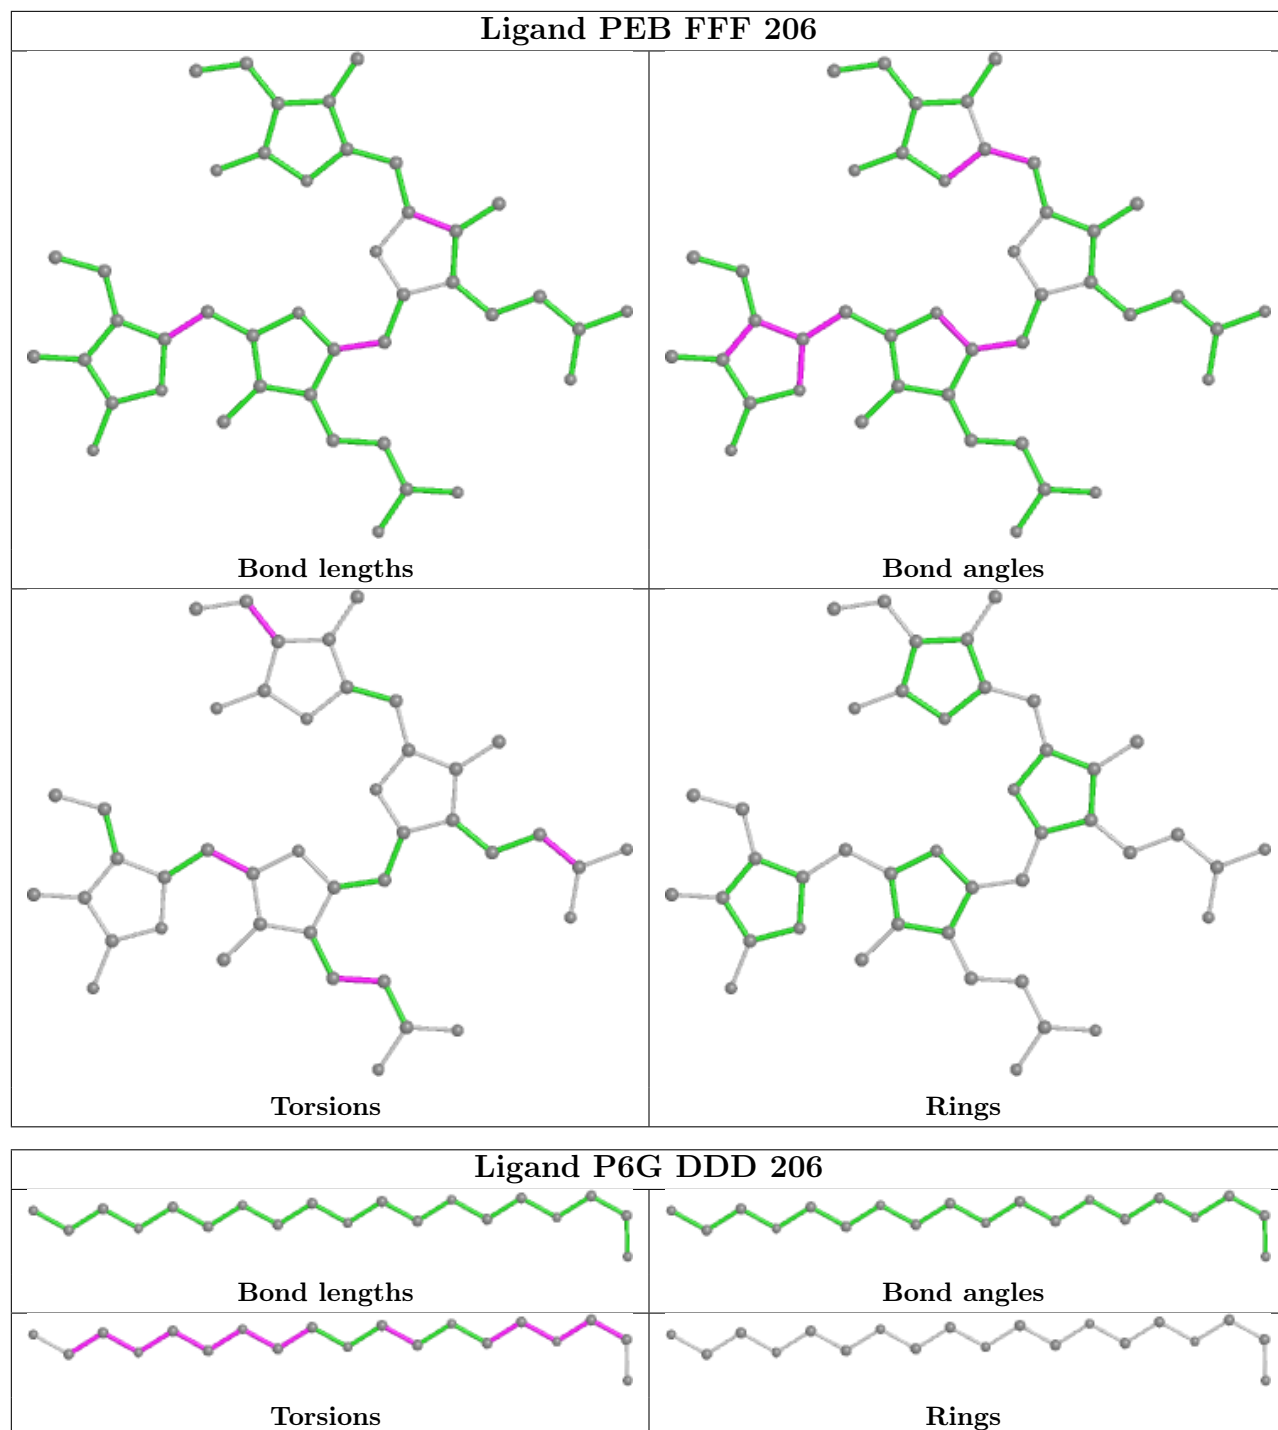 Ligand PEB FFF 206
Bond lengths
Bond angles
Torsions
Rings
Ligand P6G DDD 206
Bond lengths
Bond angles
Torsions
Rings